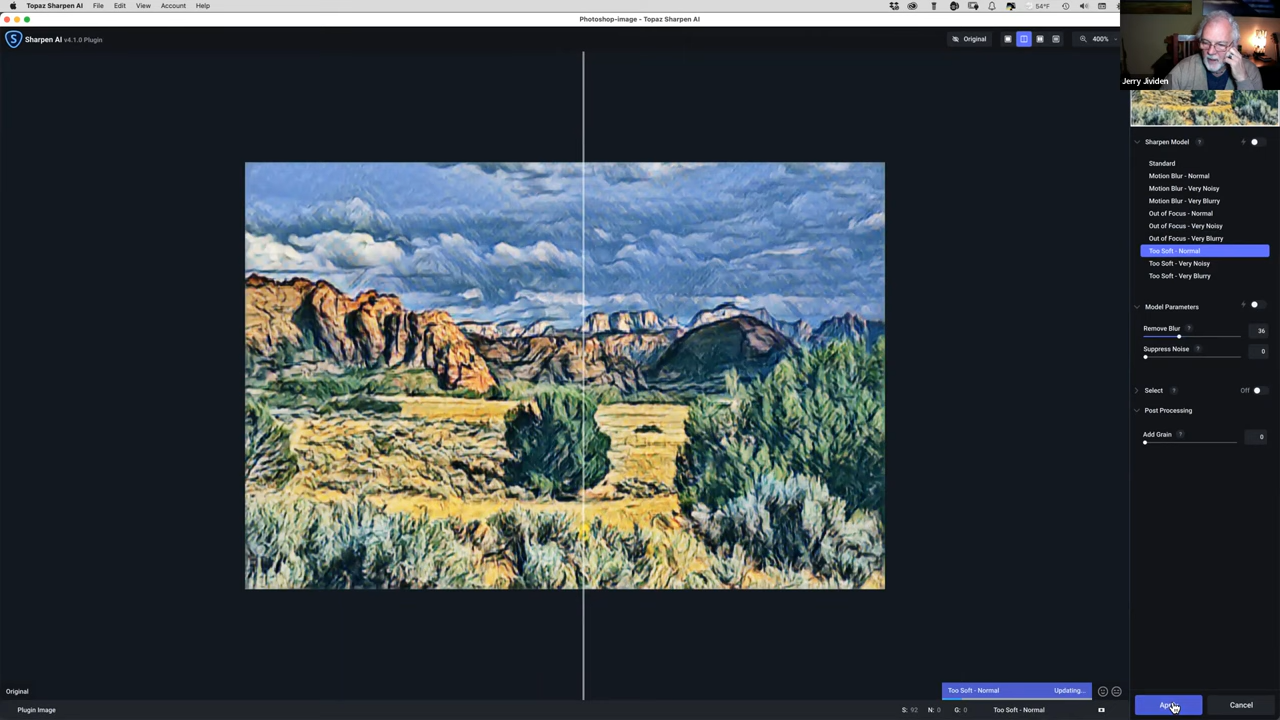 Topaz Sharpen AI File Edit View Account Help 54°F
Photoshop-image - Topaz Sharpen AI
Sharpen AI v4.1.0 Plugin Original 400%
Jerry Jividen
Sharpen Model ?
Standard
Motion Blur - Normal
Motion Blur - Very Noisy
Motion Blur - Very Blurry
Out of Focus - Normal
Out of Focus - Very Noisy
Out of Focus - Very Blurry
Too Soft - Normal
Too Soft - Very Noisy
Too Soft - Very Blurry
Model Parameters
Remove Blur ? 36
Suppress Noise ? 0
Select ? Off
Post Processing
Add Grain ? 0
Original Too Soft - Normal Updating...
Plugin Image S: 92 N: 0 G: 0 Too Soft - Normal Cancel